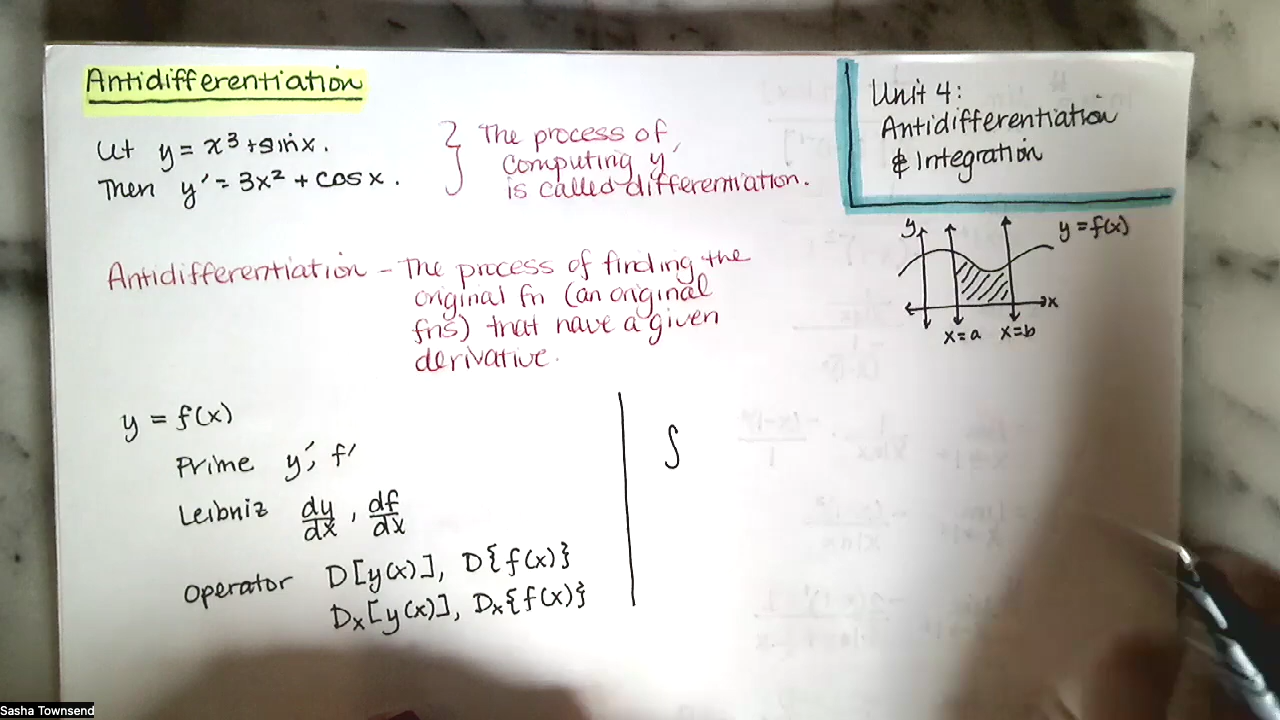 Antidifferentiation
Unit 4:
Antidifferentiation
& Integration
Let y = x³ + sin x.
Then y' = 3x² + cos x.
The process of
computing y'
is called differentiation.
Antidifferentiation – The process of finding the
original fn (an original
fns) that have a given
derivative.
y
y = f(x)
x
x=a x=b
y = f(x)
Prime y', f'
Leibniz dy/dx, df/dx
Operator D[y(x)], D{f(x)}
Dx[y(x)], Dx{f(x)}
∫
Sasha Townsend